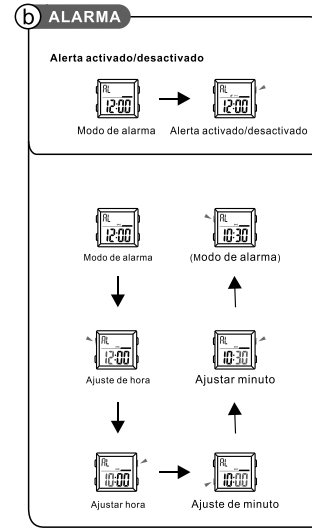 b ALARMA
Alerta activado/desactivado
AL AL
12:00 12:00
Modo de alarma Alerta activado/desactivado
AL AL
12:00 10:30
Modo de alarma (Modo de alarma)
AL AL
12:00 10:30
Ajuste de hora Ajustar minuto
AL AL
10:00 10:00
Ajustar hora Ajuste de minuto